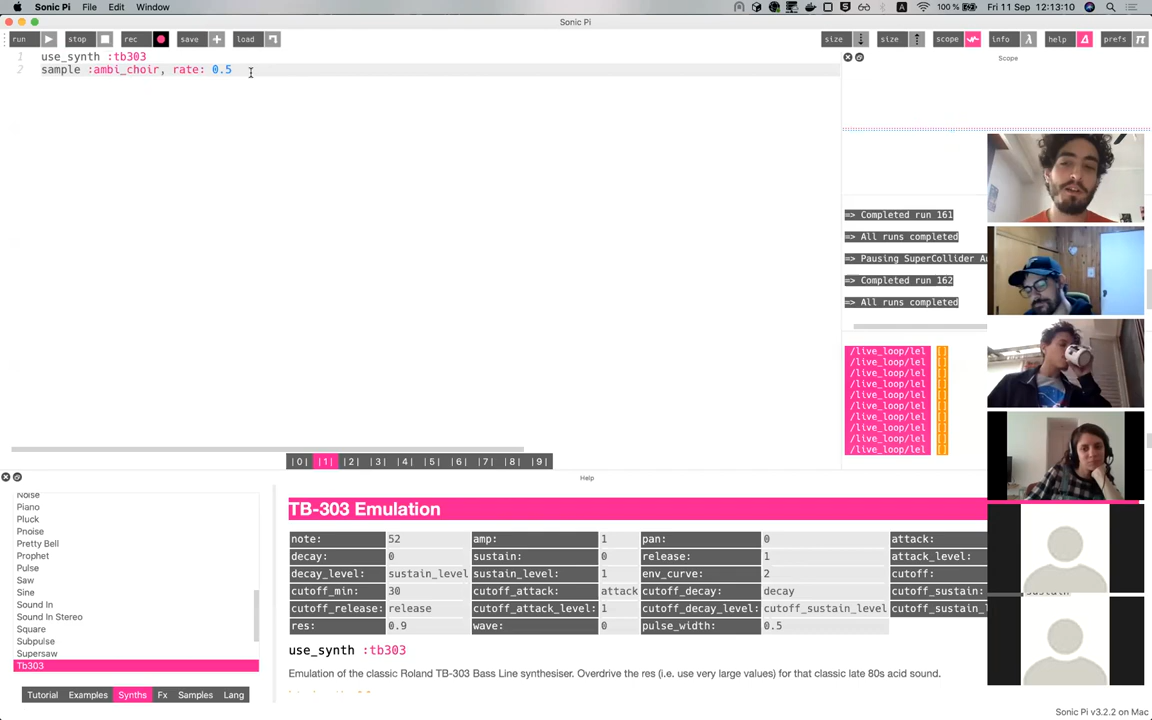 Sonic Pi File Edit Window 100 % Fri 11 Sep 12:13:10
Sonic Pi
run stop rec save load size size scope info help prefs
1 use_synth :tb303
2 sample :ambi_choir, rate: 0.5
Scope
=> Completed run 161
=> All runs completed
=> Pausing SuperCollider Au
=> Completed run 162
=> All runs completed
/live_loop/lel []
/live_loop/lel []
/live_loop/lel []
/live_loop/lel []
/live_loop/lel []
/live_loop/lel []
/live_loop/lel []
/live_loop/lel []
/live_loop/lel []
/live_loop/lel []
|0| |1| |2| |3| |4| |5| |6| |7| |8| |9|
Help
Noise
Piano
Pluck
Pnoise
Pretty Bell
Prophet
Pulse
Saw
Sine
Sound In
Sound In Stereo
Square
Subpulse
Supersaw
Tb303
Tutorial Examples Synths Fx Samples Lang
TB-303 Emulation
note: 52 amp: 1 pan: 0 attack:
decay: 0 sustain: 0 release: 1 attack_level:
decay_level: sustain_level sustain_level: 1 env_curve: 2 cutoff:
cutoff_min: 30 cutoff_attack: attack cutoff_decay: decay cutoff_sustain: sustain
cutoff_release: release cutoff_attack_level: 1 cutoff_decay_level: cutoff_sustain_level cutoff_sustain_l
res: 0.9 wave: 0 pulse_width: 0.5
use_synth :tb303
Emulation of the classic Roland TB-303 Bass Line synthesiser. Overdrive the res (i.e. use very large values) for that classic late 80s acid sound.
Sonic Pi v3.2.2 on Mac